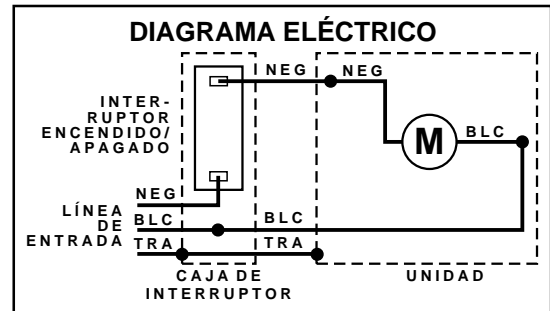 DIAGRAMA ELÉCTRICO
NEG NEG
INTER-
RUPTOR
ENCENDIDO/
APAGADO
M
BLC
NEG
LÍNEA
DE
ENTRADA
BLC BLC
TRA TRA
CAJA DE
INTERRUPTOR
UNIDAD